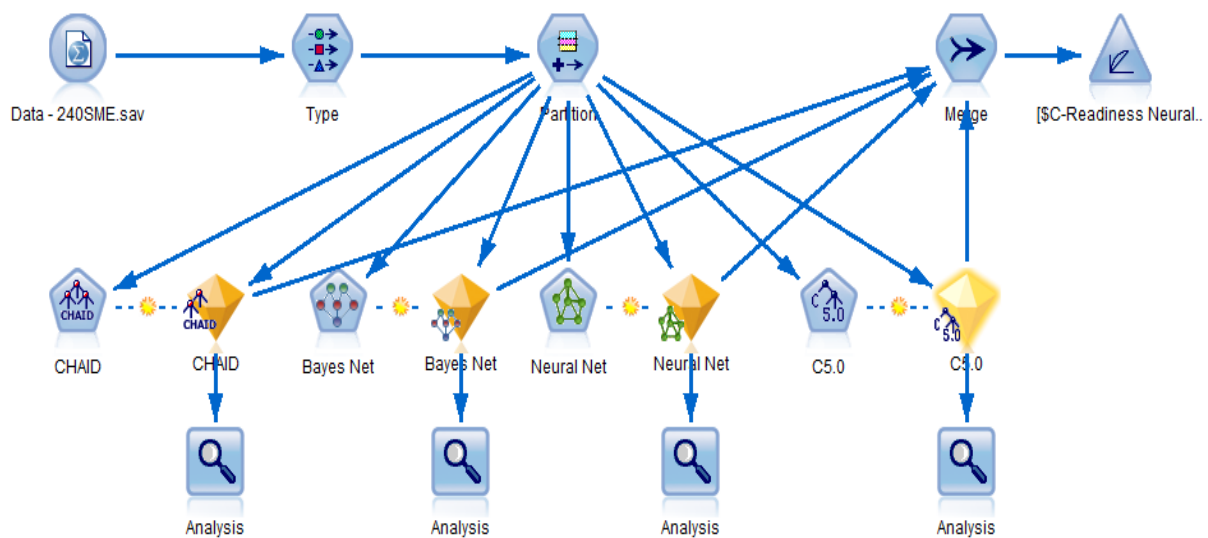 Data - 240SME.sav
Type
Partition
Merge
[$C-Readiness Neural..
CHAID
CHAID
C
5.0
C
5.0
CHAID
CHAID
Bayes Net
Bayes Net
Neural Net
Neural Net
C5.0
C5.0
Analysis
Analysis
Analysis
Analysis